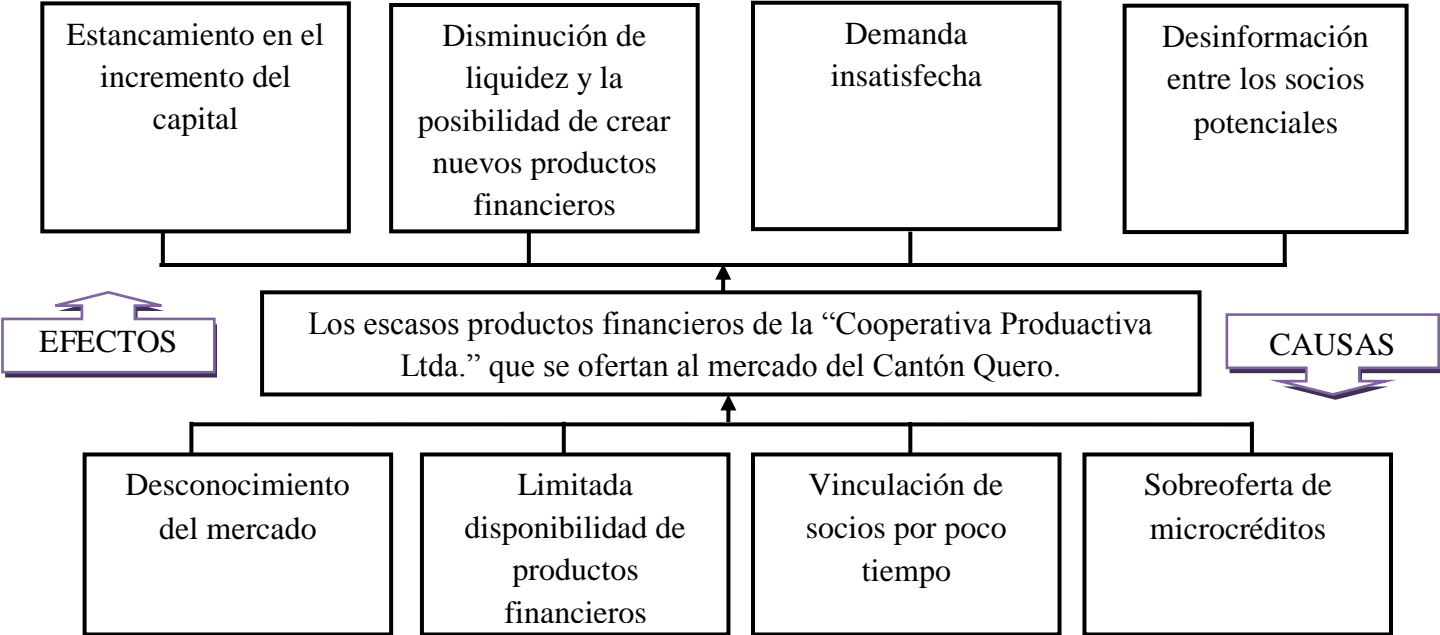 Estancamiento en el
incremento del
capital
Disminución de
liquidez y la
posibilidad de crear
nuevos productos
financieros
Demanda
insatisfecha
Desinformación
entre los socios
potenciales
EFECTOS
Los escasos productos financieros de la “Cooperativa Produactiva
Ltda.” que se ofertan al mercado del Cantón Quero.
CAUSAS
Desconocimiento
del mercado
Limitada
disponibilidad de
productos
financieros
Vinculación de
socios por poco
tiempo
Sobreoferta de
microcréditos